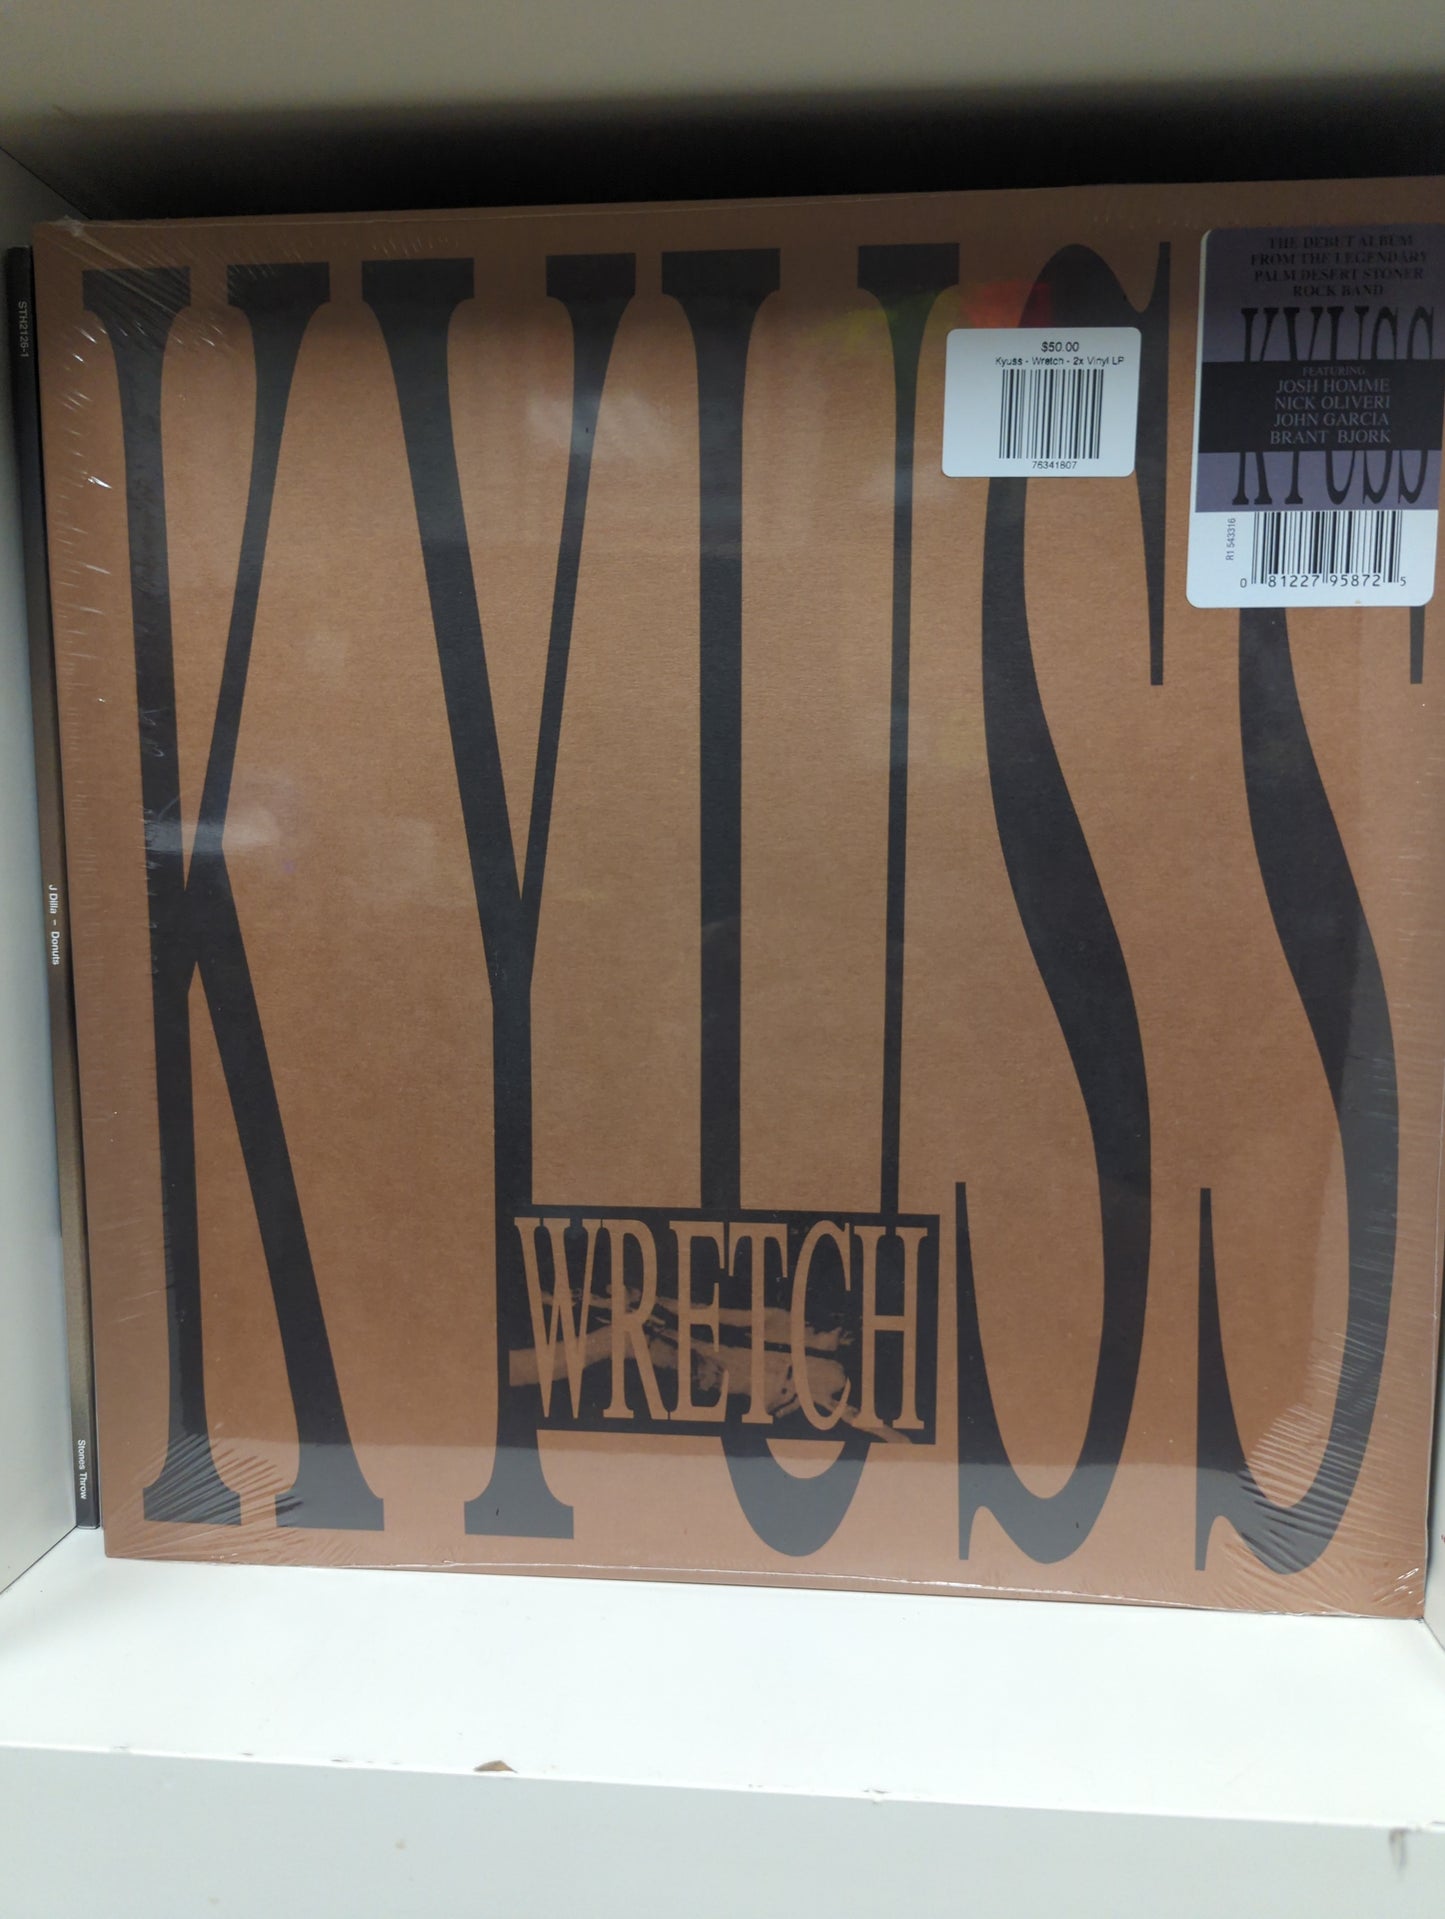 KYUSS
WRETCH
$50.00
Kyuss - Wretch - 2x Vinyl LP
76341807
THE DEBUT ALBUM
FROM THE LEGENDARY
PALM DESERT STONER
ROCK BAND
KYUSS
FEATURING
JOSH HOMME
NICK OLIVERI
JOHN GARCIA
BRANT BJORK
KYUSS
R1 543316
0 81227 95872 5
STH2126-1
J Dilla - Donuts
Stones Throw